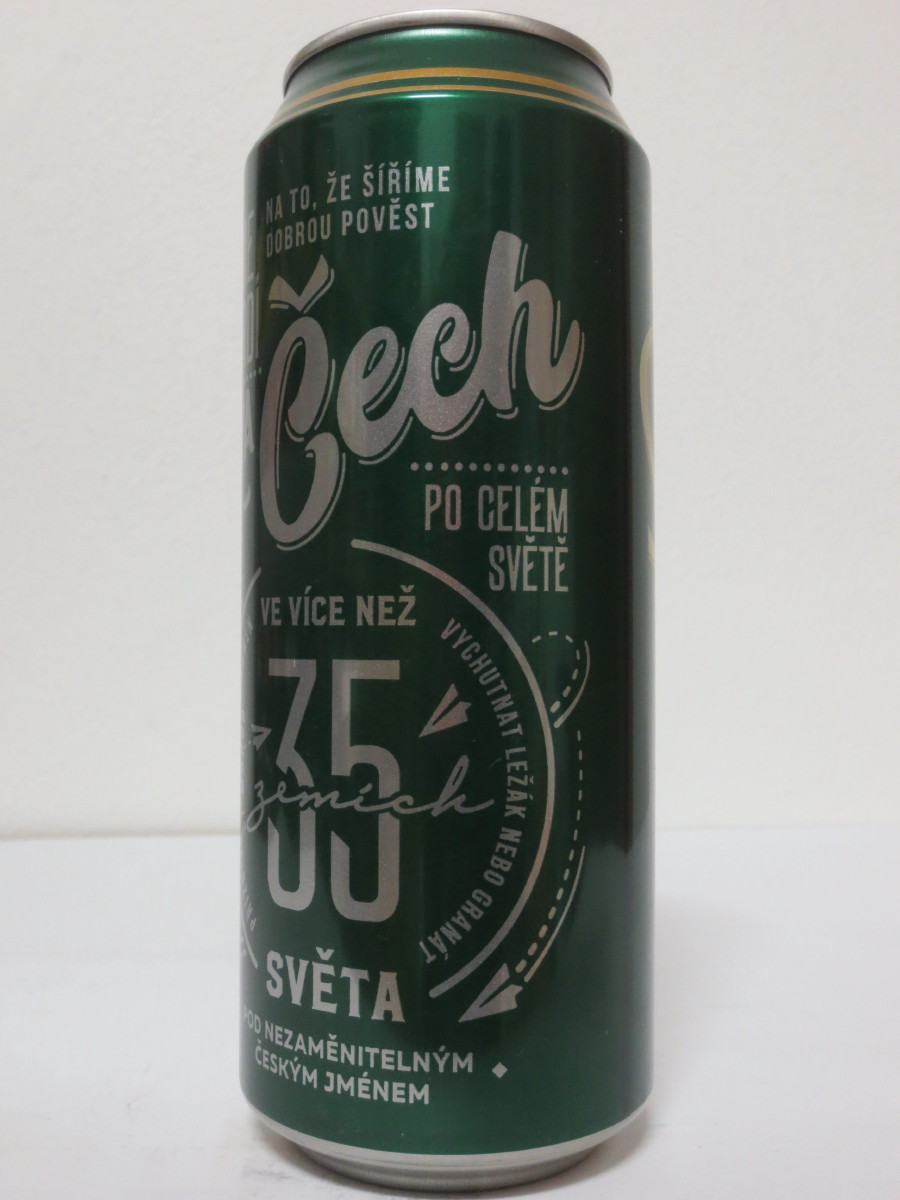 NA TO, ŽE ŠÍŘÍME
DOBROU POVĚST
Čech
PO CELÉM
SVĚTĚ
VE VÍCE NEŽ
35
zemích
SVĚTA
VYCHUTNAT LEŽÁK NEBO GRANÁT
POD NEZAMĚNITELNÝM
ČESKÝM JMÉNEM